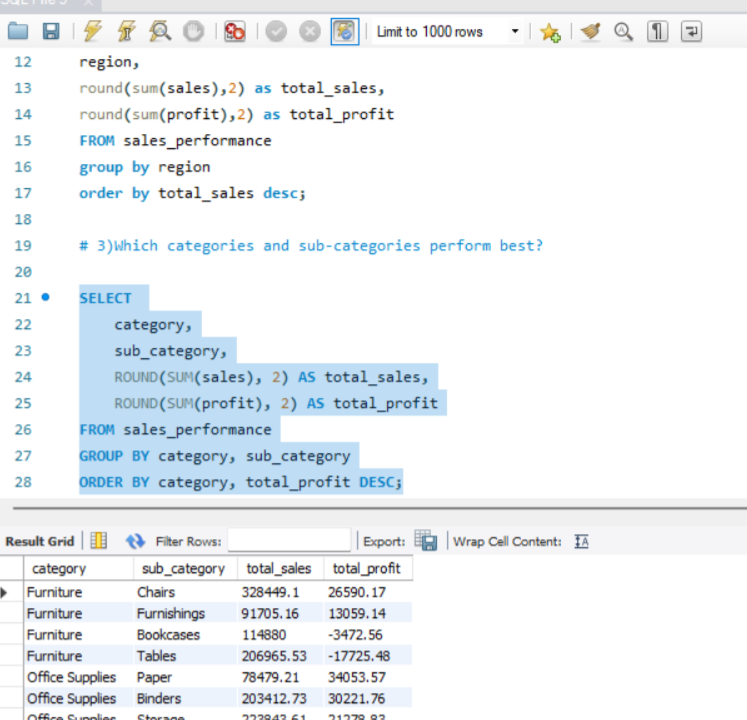 SQL File 3 x
Limit to 1000 rows
12 region,
13 round(sum(sales),2) as total_sales,
14 round(sum(profit),2) as total_profit
15 FROM sales_performance
16 group by region
17 order by total_sales desc;
18
19 # 3)Which categories and sub-categories perform best?
20
21 SELECT
22 category,
23 sub_category,
24 ROUND(SUM(sales), 2) AS total_sales,
25 ROUND(SUM(profit), 2) AS total_profit
26 FROM sales_performance
27 GROUP BY category, sub_category
28 ORDER BY category, total_profit DESC;
Result Grid Filter Rows: Export: Wrap Cell Content: IA
category sub_category total_sales total_profit
Furniture Chairs 328449.1 26590.17
Furniture Furnishings 91705.16 13059.14
Furniture Bookcases 114880 -3472.56
Furniture Tables 206965.53 -17725.48
Office Supplies Paper 78479.21 34053.57
Office Supplies Binders 203412.73 30221.76
Office Supplies Storage 223843.61 21278.83